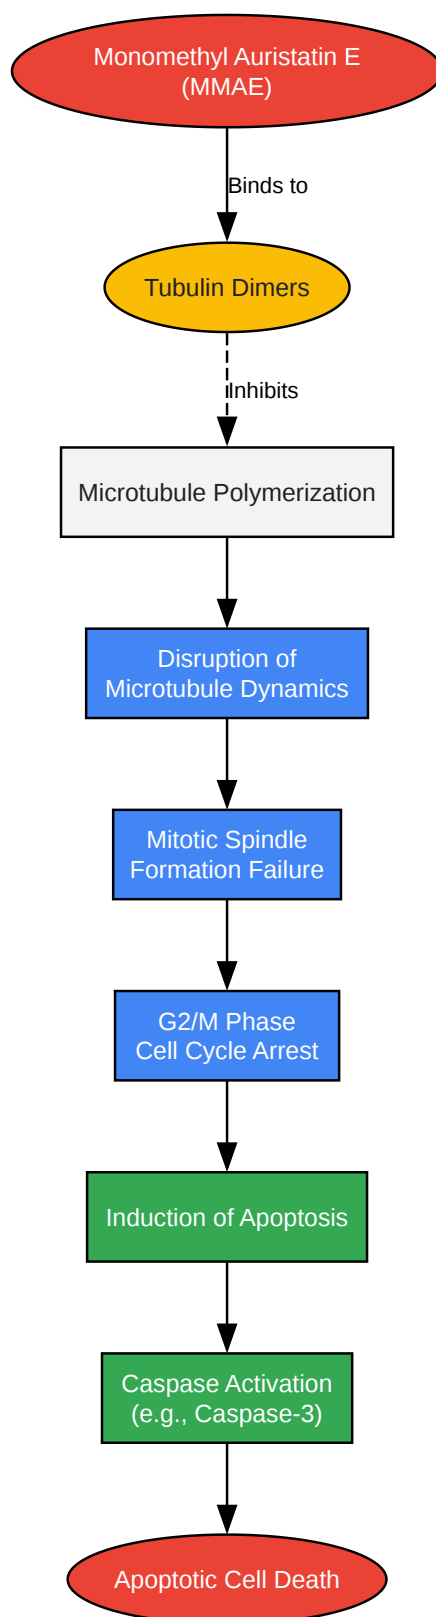 Monomethyl Auristatin E
(MMAE)
Binds to
Tubulin Dimers
Inhibits
Microtubule Polymerization
Disruption of
Microtubule Dynamics
Mitotic Spindle
Formation Failure
G2/M Phase
Cell Cycle Arrest
Induction of Apoptosis
Caspase Activation
(e.g., Caspase-3)
Apoptotic Cell Death